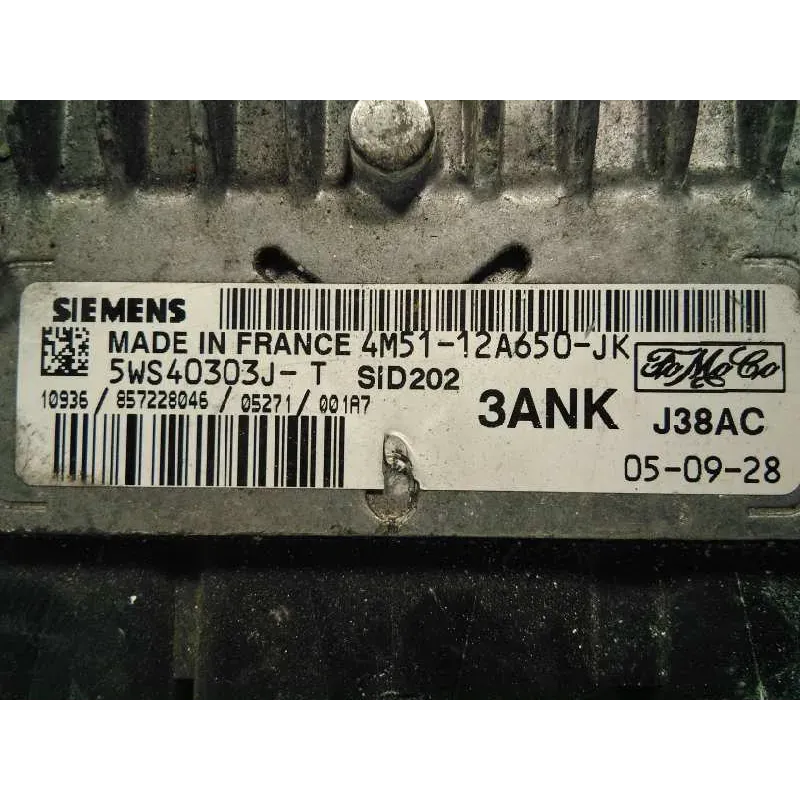 SIEMENS
MADE IN FRANCE 4M51-12A650-JK
5WS40303J-T SID202
FoMoCo
10936/857228046/05271/001A7
3ANK J38AC
05-09-28